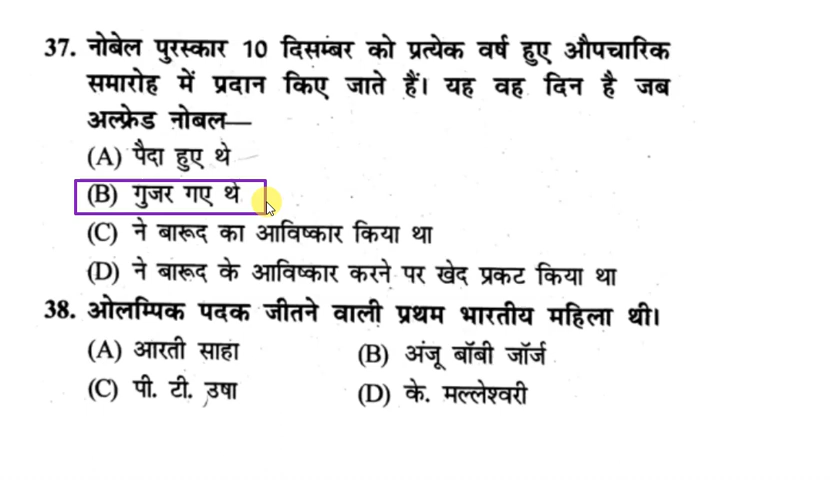 37. नोबेल पुरस्कार 10 दिसम्बर को प्रत्येक वर्ष हुए औपचारिक
समारोह में प्रदान किए जाते हैं। यह वह दिन है जब
अल्फ्रेड नोबल—
(A) पैदा हुए थे
(B) गुजर गए थे
(C) ने बारूद का आविष्कार किया था
(D) ने बारूद के आविष्कार करने पर खेद प्रकट किया था
38. ओलम्पिक पदक जीतने वाली प्रथम भारतीय महिला थी।
(A) आरती साहा (B) अंजू बॉबी जॉर्ज
(C) पी. टी. उषा (D) के. मल्लेश्वरी